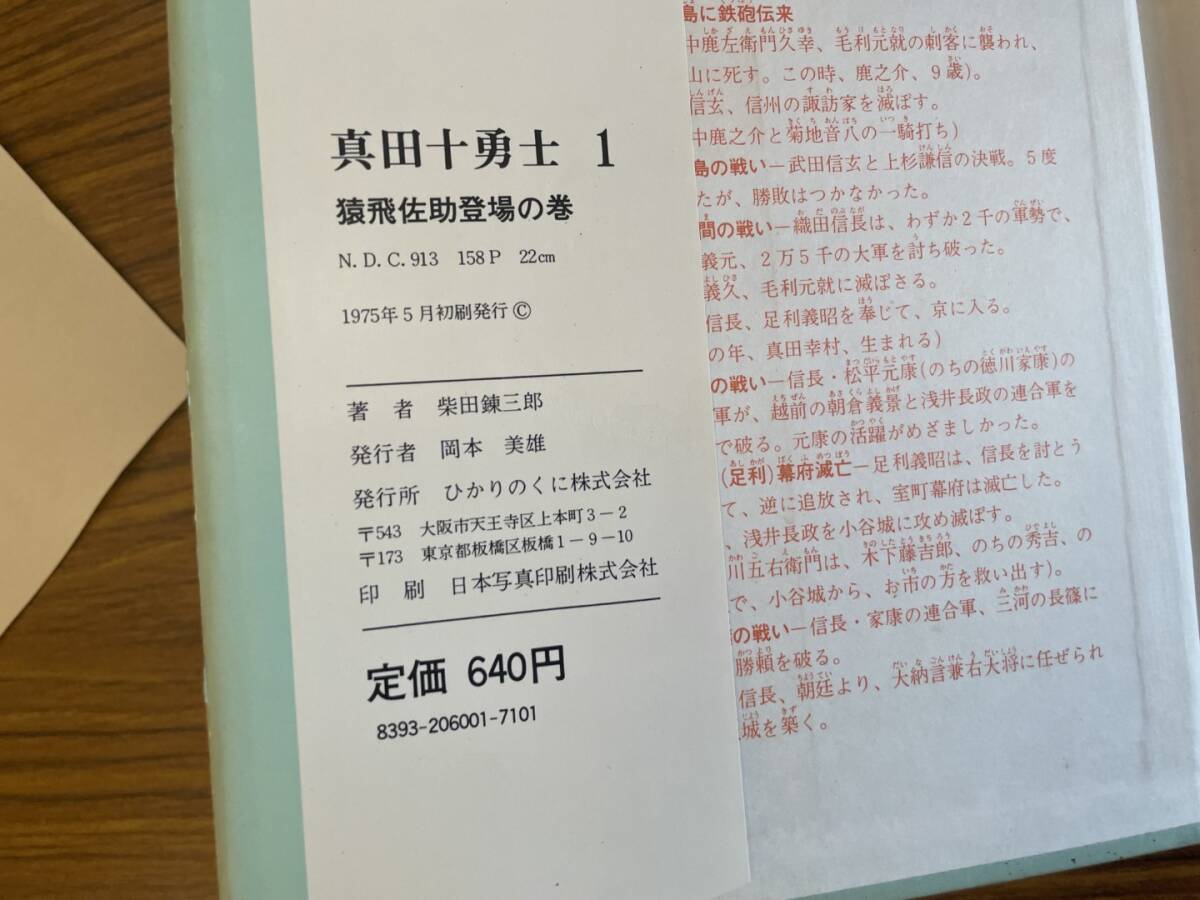 真田十勇士 1
猿飛佐助登場の巻
N. D. C. 913 158P 22cm
1975年5月初刷発行 ©
著 者 柴田錬三郎
発行者 岡本 美雄
発行所 ひかりのくに株式会社
〒543 大阪市天王寺区上本町3－2
〒173 東京都板橋区板橋1－9－10
印 刷 日本写真印刷株式会社
定価 640円
8393-206001-7101
島に鉄砲伝来
中鹿左衛門久幸、毛利元就の刺客に襲われ、
山に死す。この時、鹿之介、9歳)。
信玄、信州の諏訪家を滅ぼす。
中鹿之介と菊地音八の一騎打ち)
島の戦い－武田信玄と上杉謙信の決戦。5度
たが、勝敗はつかなかった。
間の戦い－織田信長は、わずか2千の軍勢で、
義元、2万5千の大軍を討ち破った。
義久、毛利元就に滅ぼさる。
信長、足利義昭を奉じて、京に入る。
の年、真田幸村、生まれる)
の戦い－信長・松平元康(のちの徳川家康)の
軍が、越前の朝倉義景と浅井長政の連合軍を
で破る。元康の活躍がめざましかった。
(足利)幕府滅亡－足利義昭は、信長を討とう
て、逆に追放され、室町幕府は滅亡した。
、浅井長政を小谷城に攻め滅ぼす。
川五右衛門は、木下藤吉郎、のちの秀吉、の
で、小谷城から、お市の方を救い出す)。
の戦い－信長・家康の連合軍、三河の長篠に
勝頼を破る。
信長、朝廷より、大納言兼右大将に任ぜられ
城を築く。